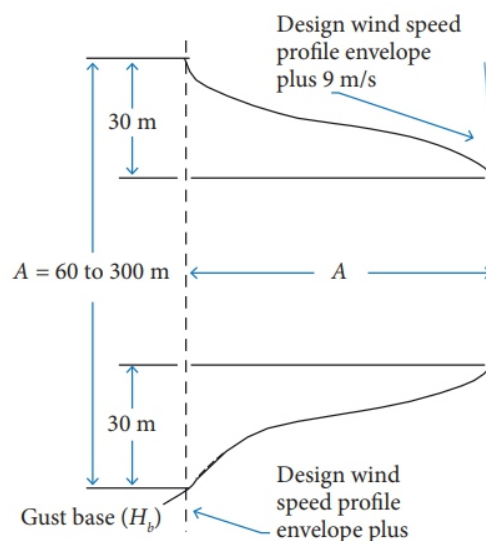 Design wind speed
profile envelope
plus 9 m/s
30 m
A = 60 to 300 m
A
30 m
Gust base (H_b)
Design wind
speed profile
envelope plus